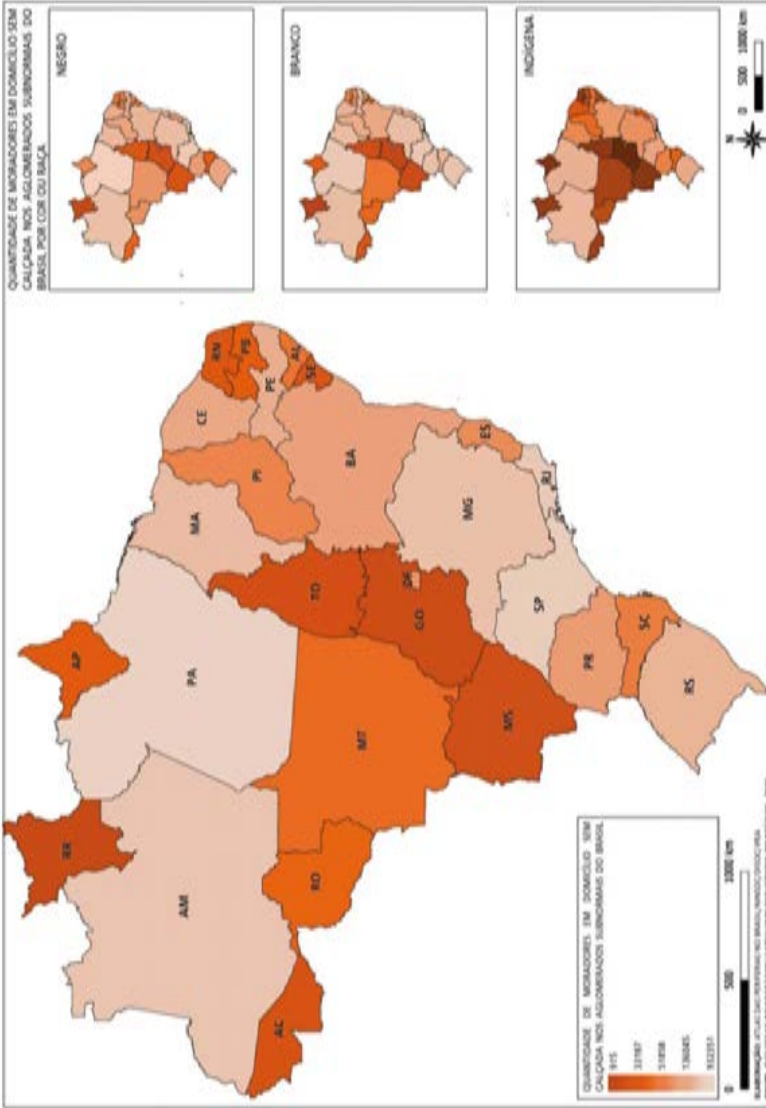 QUANTIDADE DE MORADORES EM DOMICÍLIO SEM
CALÇADA NOS AGLOMERADOS SUBNORMAIS DO
BRASIL POR COR OU RAÇA
NEGRO
BRANCO
INDÍGENA
N
0 500 1000 km
RR
AP
AM
PA
MA
CE
RN
PB
PE
AL
SE
PI
BA
TO
AC
RO
MT
GO
DF
MG
ES
RJ
MS
SP
PR
SC
RS
QUANTIDADE DE MORADORES EM DOMICÍLIO SEM
CALÇADA NOS AGLOMERADOS SUBNORMAIS DO BRASIL
915
932351
0 500 1000 km